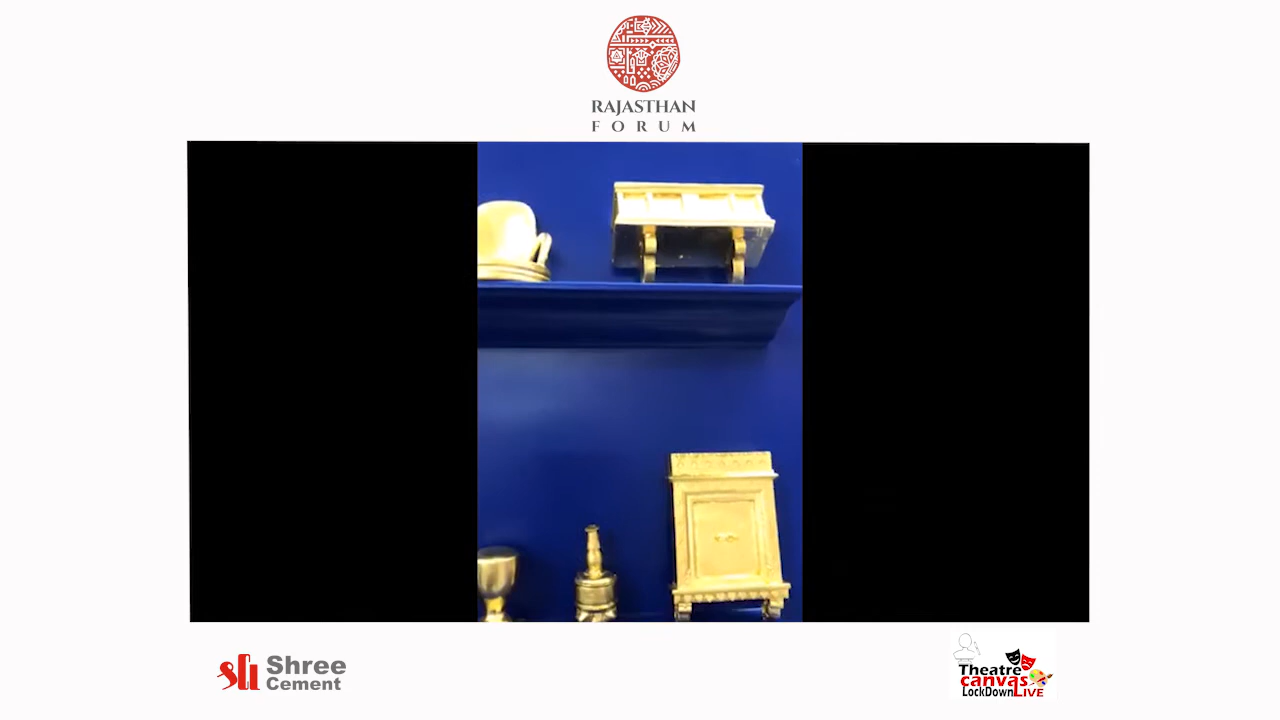 RAJASTHAN
FORUM
Shree
Cement
Theatre
canvas
LockDown LIVE